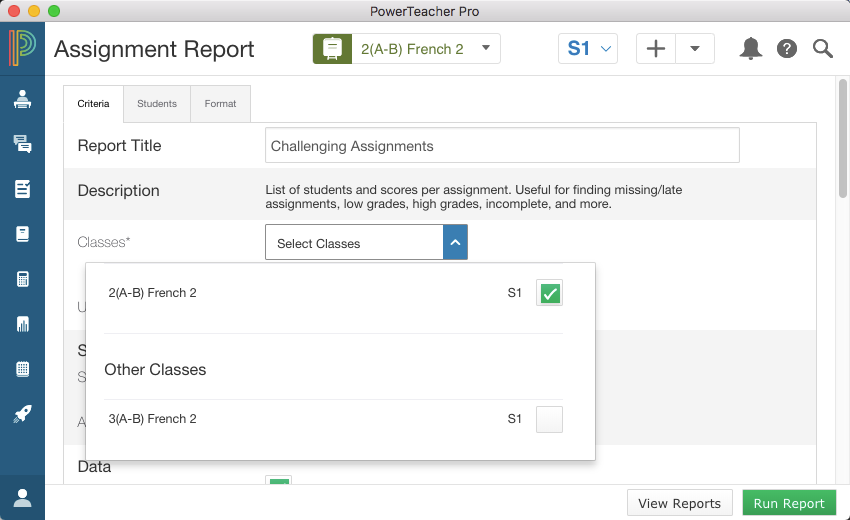 PowerTeacher Pro
Assignment Report
2(A-B) French 2
S1
Criteria
Students
Format
Report Title
Challenging Assignments
Description
List of students and scores per assignment. Useful for finding missing/late
assignments, low grades, high grades, incomplete, and more.
Classes*
Select Classes
2(A-B) French 2 S1
Other Classes
3(A-B) French 2 S1
Data
View Reports
Run Report